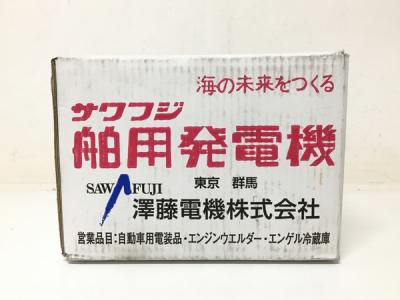 海の未来をつくる
サワフジ
舶用発電機
SAWAFUJI 東京 群馬
澤藤電機株式会社
営業品目:自動車用電装品・エンジンウエルダー・エンゲル冷蔵庫